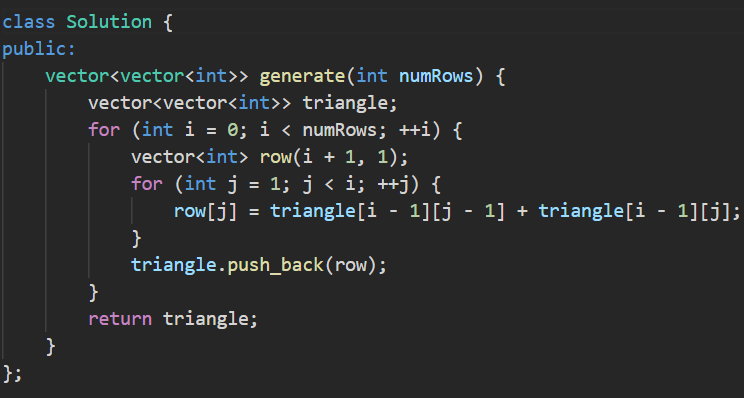 class Solution {
public:
    vector<vector<int>> generate(int numRows) {
        vector<vector<int>> triangle;
        for (int i = 0; i < numRows; ++i) {
            vector<int> row(i + 1, 1);
            for (int j = 1; j < i; ++j) {
                row[j] = triangle[i - 1][j - 1] + triangle[i - 1][j];
            }
            triangle.push_back(row);
        }
        return triangle;
    }
};